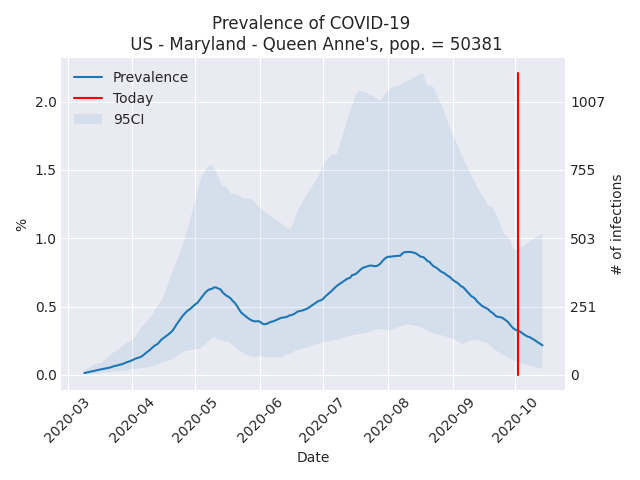 Prevalence of COVID-19
US - Maryland - Queen Anne's, pop. = 50381
Prevalence
Today
95CI
2.0
1.5
1.0
0.5
0.0
%
1007
755
503
251
0
# of infections
2020-03
2020-04
2020-05
2020-06
2020-07
2020-08
2020-09
2020-10
Date